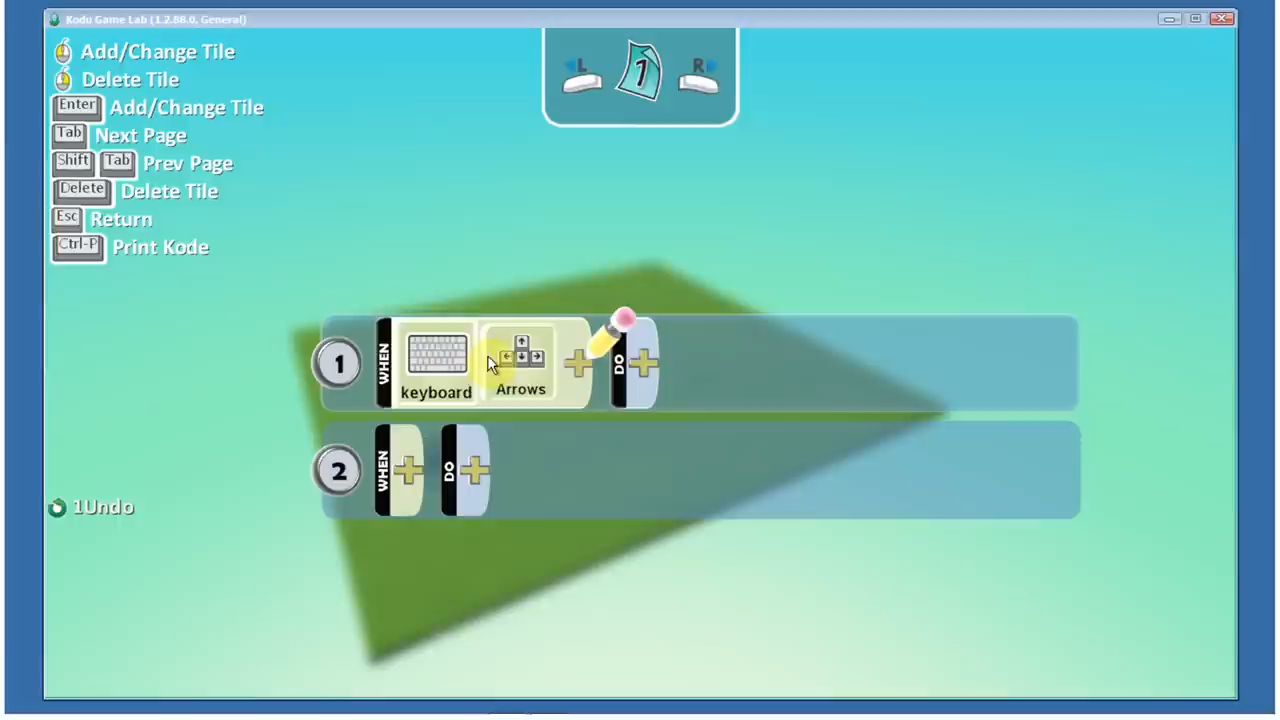 Kodu Game Lab (1.2.88.0, General)
Add/Change Tile
Delete Tile
Enter Add/Change Tile
Tab Next Page
Shift Tab Prev Page
Delete Delete Tile
Esc Return
Ctrl-P Print Kode
L 1 R
1 WHEN keyboard Arrows DO
2 WHEN DO
1Undo